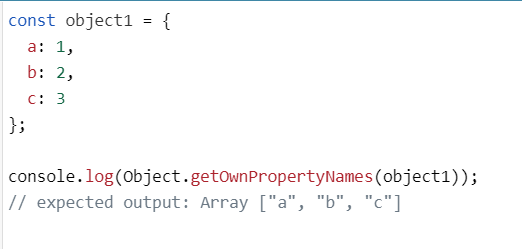 const object1 = {
  a: 1,
  b: 2,
  c: 3
};

console.log(Object.getOwnPropertyNames(object1));
// expected output: Array ["a", "b", "c"]